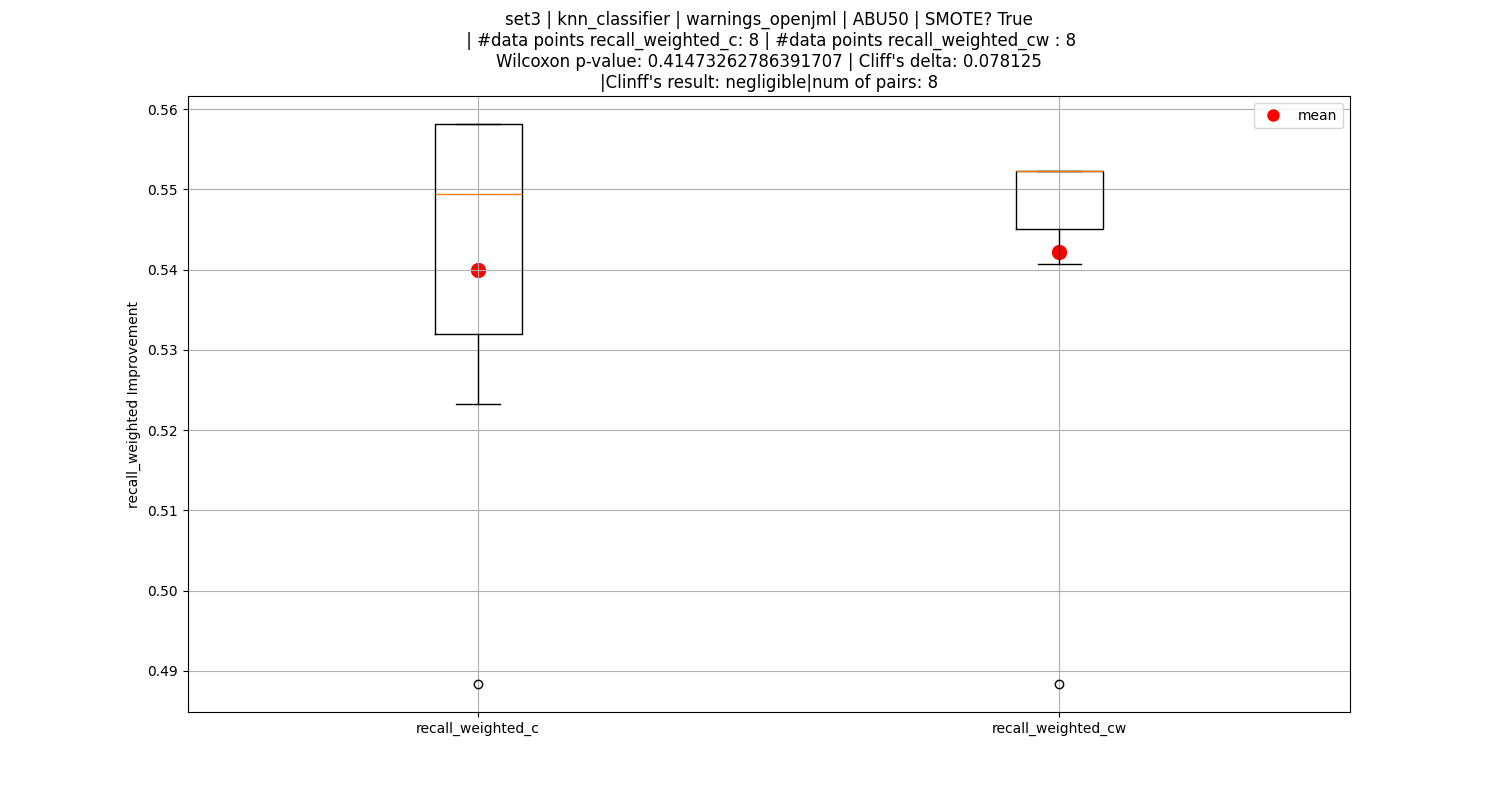 set3 | knn_classifier | warnings_openjml | ABU50 | SMOTE? True
| #data points recall_weighted_c: 8 | #data points recall_weighted_cw : 8
Wilcoxon p-value: 0.41473262786391707 | Cliff's delta: 0.078125
|Clinff's result: negligible|num of pairs: 8
mean
recall_weighted Improvement
0.56
0.55
0.54
0.53
0.52
0.51
0.50
0.49
recall_weighted_c
recall_weighted_cw